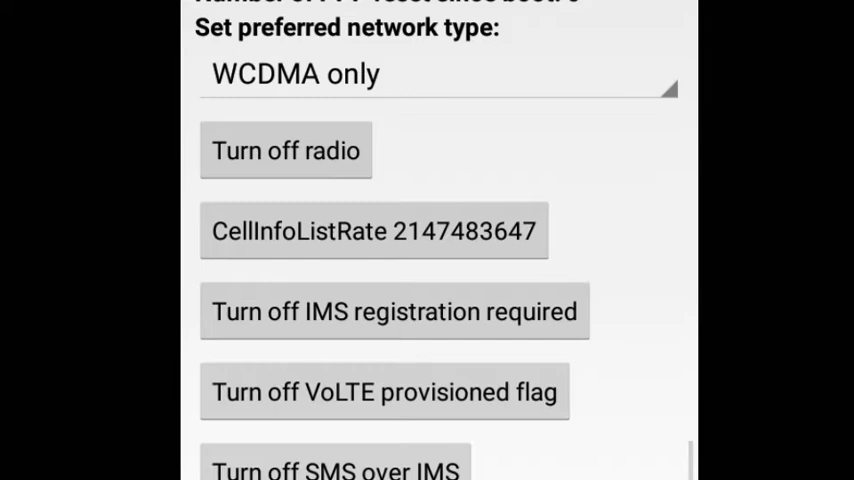 Set preferred network type:
WCDMA only
Turn off radio
CellInfoListRate 2147483647
Turn off IMS registration required
Turn off VoLTE provisioned flag
Turn off SMS over IMS